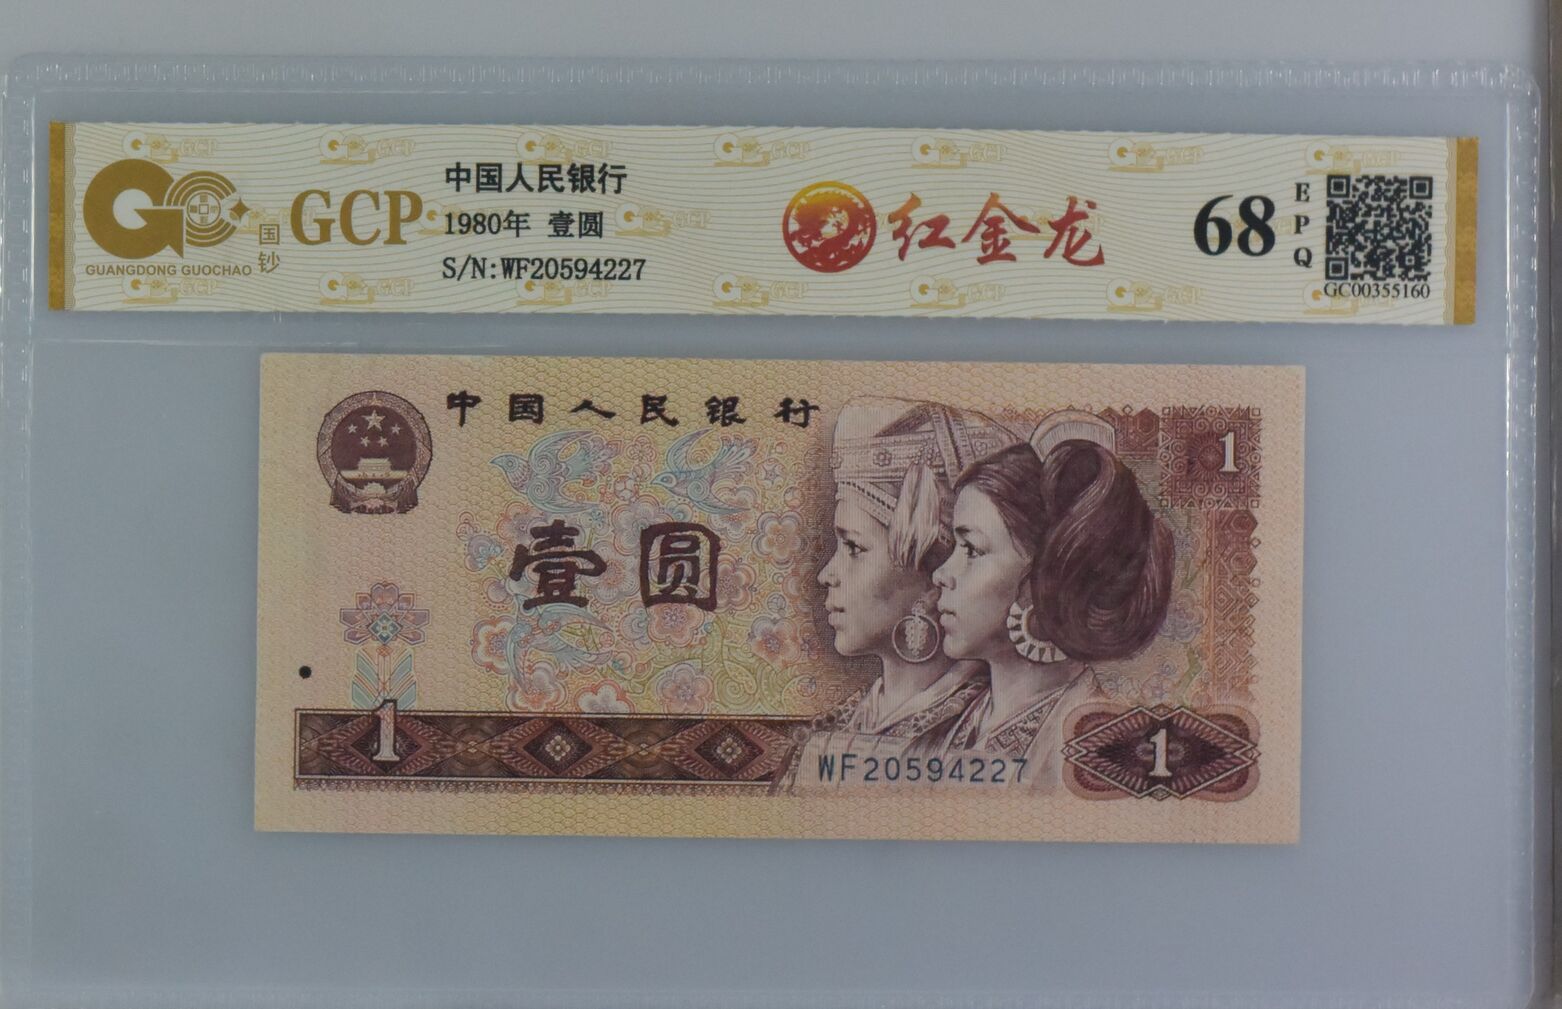 GCP
国钞
GUANGDONG GUOCHAO
中国人民银行
1980年 壹圆
S/N:WF20594227
红金龙
68
EPQ
GC00355160
中国人民银行
1
壹圆
1
WF20594227
1